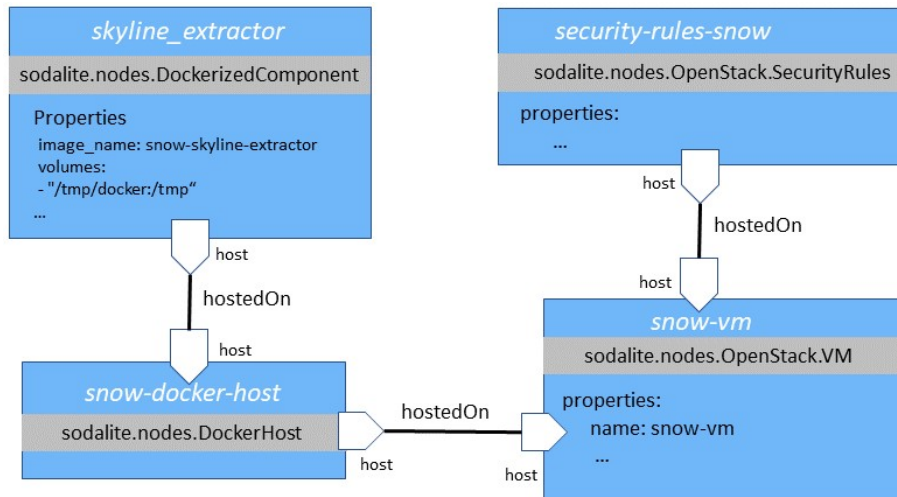 skyline_extractor
sodalite.nodes.DockerizedComponent
Properties
image_name: snow-skyline-extractor
volumes:
- "/tmp/docker:/tmp“
...
host
hostedOn
host
snow-docker-host
sodalite.nodes.DockerHost
host
hostedOn
security-rules-snow
sodalite.nodes.OpenStack.SecurityRules
properties:
...
host
hostedOn
host
snow-vm
sodalite.nodes.OpenStack.VM
properties:
name: snow-vm
...
host